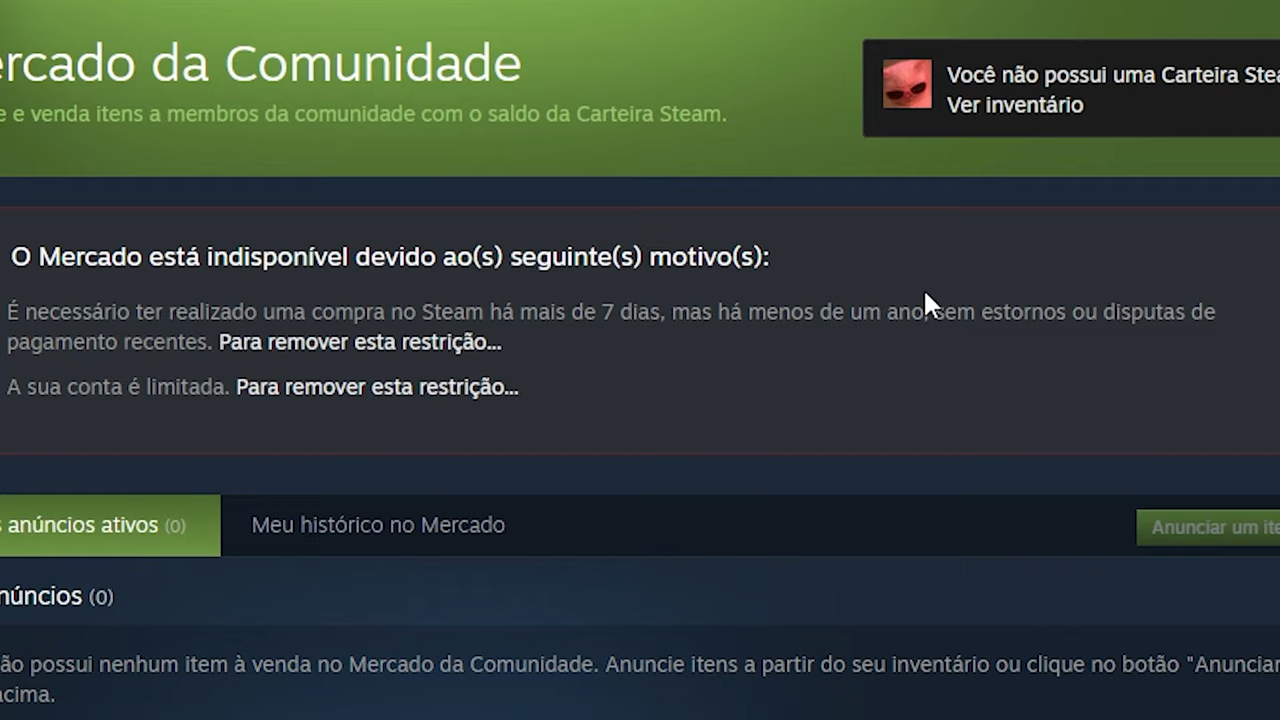 ercado da Comunidade
e e venda itens a membros da comunidade com o saldo da Carteira Steam.
Você não possui uma Carteira Stea
Ver inventário
O Mercado está indisponível devido ao(s) seguinte(s) motivo(s):
É necessário ter realizado uma compra no Steam há mais de 7 dias, mas há menos de um ano, sem estornos ou disputas de
pagamento recentes. Para remover esta restrição...
A sua conta é limitada. Para remover esta restrição...
s anúncios ativos (0)
Meu histórico no Mercado
Anunciar um ite
núncios (0)
ão possui nenhum item à venda no Mercado da Comunidade. Anuncie itens a partir do seu inventário ou clique no botão "Anunciar
acima.